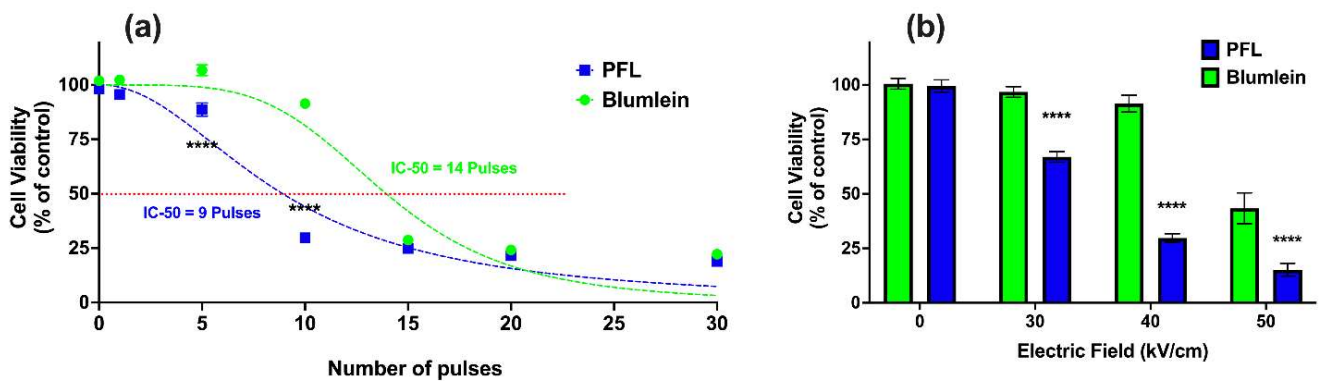 (a)
PFL
Blumlein
Cell Viability
(% of control)
100
75
50
25
0
****
****
IC-50 = 14 Pulses
IC-50 = 9 Pulses
0
5
10
15
20
30
Number of pulses
(b)
PFL
Blumlein
Cell Viability
(% of control)
100
75
50
25
0
****
****
****
0
30
40
50
Electric Field (kV/cm)